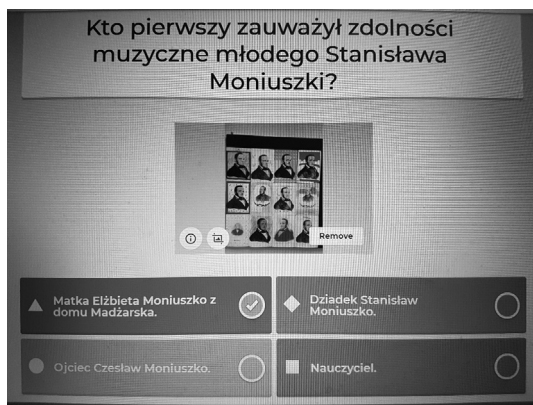 Kto pierwszy zauważył zdolności
muzyczne młodego Stanisława
Moniuszki?
Remove
Matka Elżbieta Moniuszko z
domu Madżarska.
Dziadek Stanisław
Moniuszko.
Ojciec Czesław Moniuszko.
Nauczyciel.